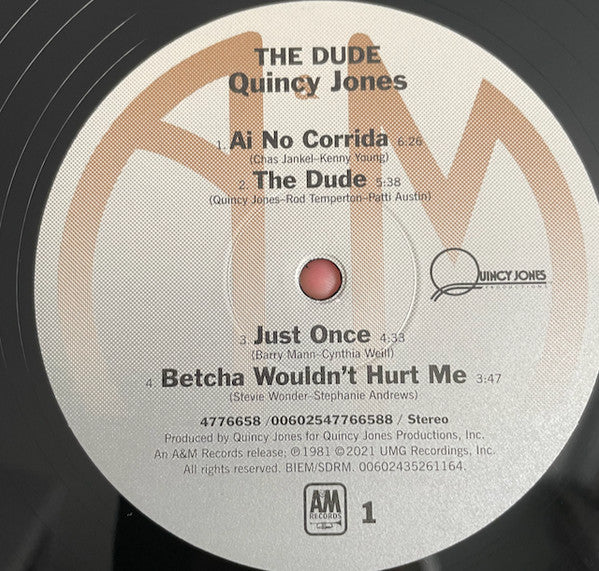 THE DUDE
Quincy Jones
1. Ai No Corrida 6:26
(Chas Jankel–Kenny Young)
2. The Dude 5:38
(Quincy Jones–Rod Temperton–Patti Austin)
QUINCY JONES
PRODUCTIONS
3. Just Once 4:33
(Barry Mann–Cynthia Weill)
4 Betcha Wouldn't Hurt Me 3:47
(Stevie Wonder–Stephanie Andrews)
4776658 /00602547766588 / Stereo
Produced by Quincy Jones for Quincy Jones Productions, Inc.
An A&M Records release; ℗1981 ©2021 UMG Recordings, Inc.
All rights reserved. BIEM/SDRM. 00602435261164.
AM
RECORDS
1